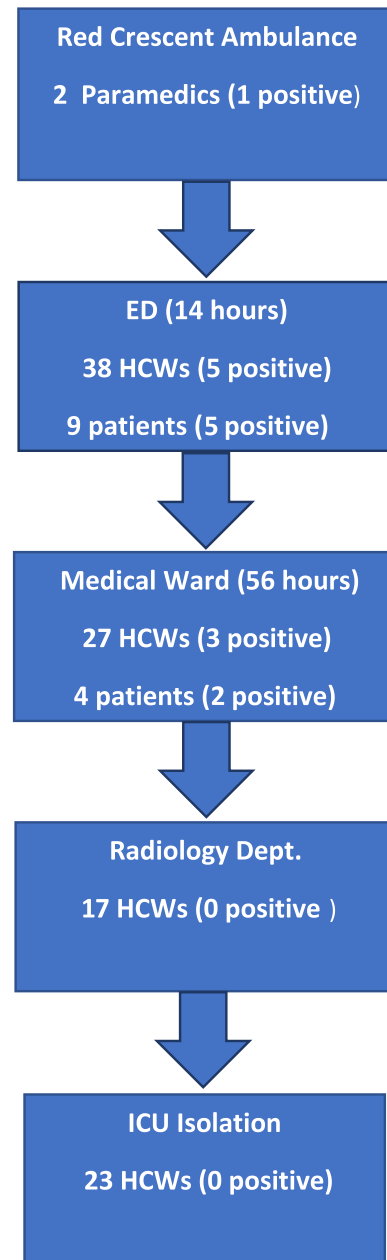 Red Crescent Ambulance
2 Paramedics (1 positive)
ED (14 hours)
38 HCWs (5 positive)
9 patients (5 positive)
Medical Ward (56 hours)
27 HCWs (3 positive)
4 patients (2 positive)
Radiology Dept.
17 HCWs (0 positive )
ICU Isolation
23 HCWs (0 positive)